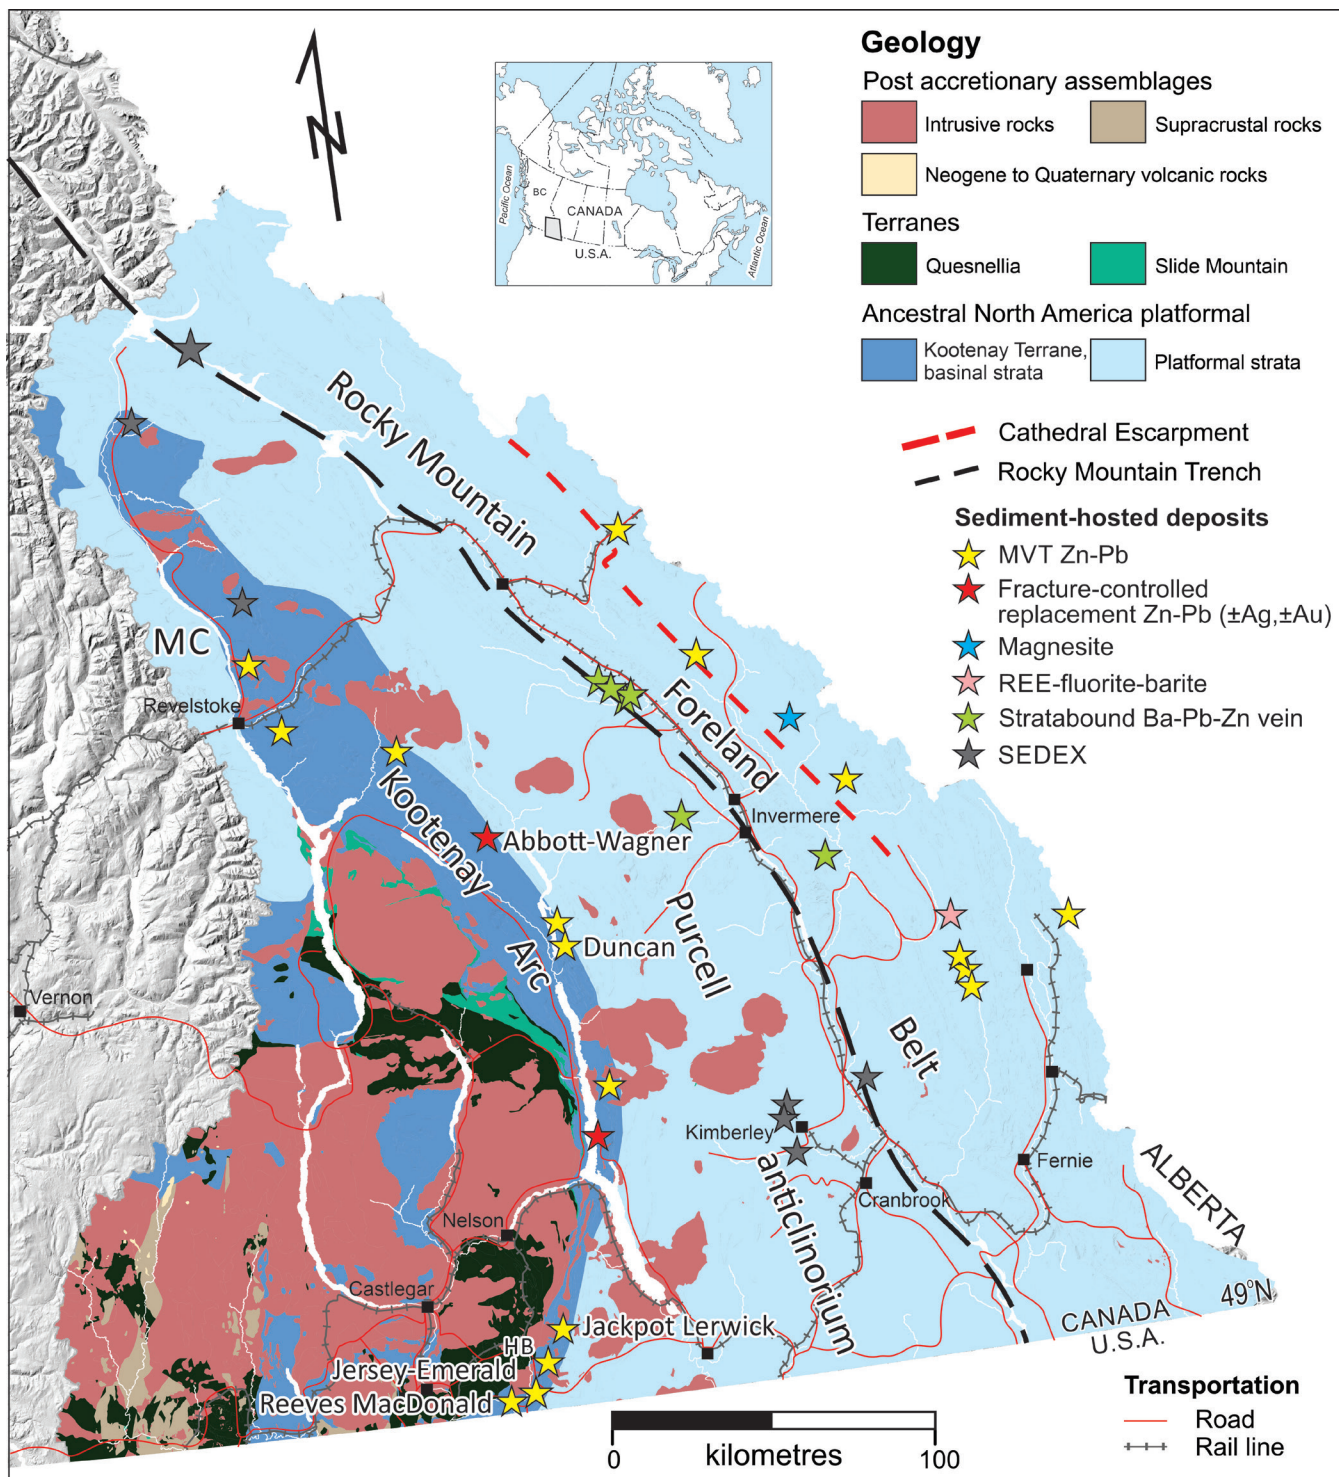 Geology
Post accretionary assemblages
Intrusive rocks
Supracrustal rocks
Neogene to Quaternary volcanic rocks
Terranes
Quesnellia
Slide Mountain
Ancestral North America platformal
Kootenay Terrane,
basinal strata
Platformal strata
Cathedral Escarpment
Rocky Mountain Trench
Sediment-hosted deposits
MVT Zn-Pb
Fracture-controlled
replacement Zn-Pb (±Ag,±Au)
Magnesite
REE-fluorite-barite
Stratabound Ba-Pb-Zn vein
SEDEX
N
Pacific Ocean
BC
CANADA
U.S.A.
Atlantic Ocean
Rocky Mountain
Foreland
Belt
MC
Revelstoke
Kootenay
Arc
Abbott-Wagner
Invermere
Purcell
anticlinorium
Duncan
Vernon
Kimberley
Cranbrook
Fernie
ALBERTA
Nelson
Castlegar
Jackpot Lerwick
HB
Jersey-Emerald
Reeves MacDonald
49°N
CANADA
U.S.A.
0
kilometres
100
Transportation
Road
Rail line